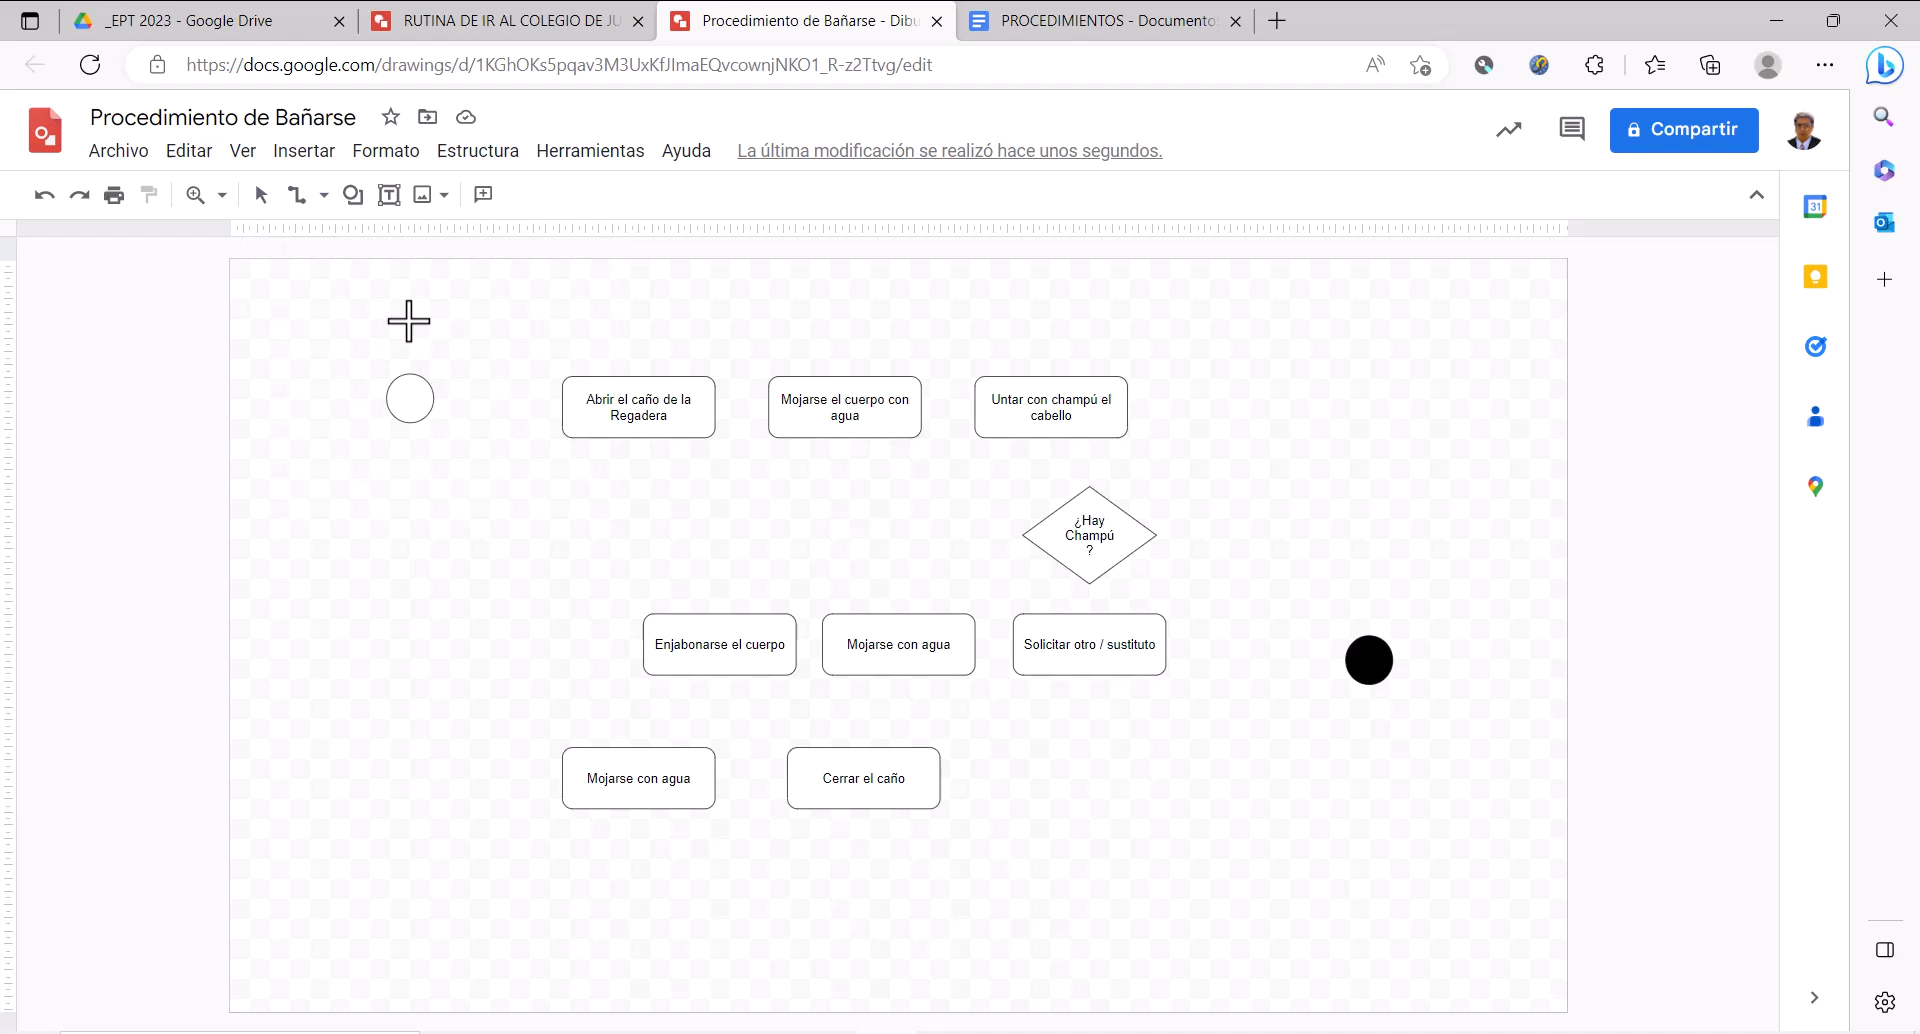 _EPT 2023 - Google Drive
RUTINA DE IR AL COLEGIO DE JU
Procedimiento de Bañarse - Dibu
PROCEDIMIENTOS - Documento
https://docs.google.com/drawings/d/1KGhOKs5pqav3M3UxKfJImaEQvcownjNKO1_R-z2Ttvg/edit
Procedimiento de Bañarse
Archivo Editar Ver Insertar Formato Estructura Herramientas Ayuda La última modificación se realizó hace unos segundos.
Compartir
31
Abrir el caño de la
Regadera
Mojarse el cuerpo con
agua
Untar con champú el
cabello
¿Hay
Champú
?
Enjabonarse el cuerpo
Mojarse con agua
Solicitar otro / sustituto
Mojarse con agua
Cerrar el caño